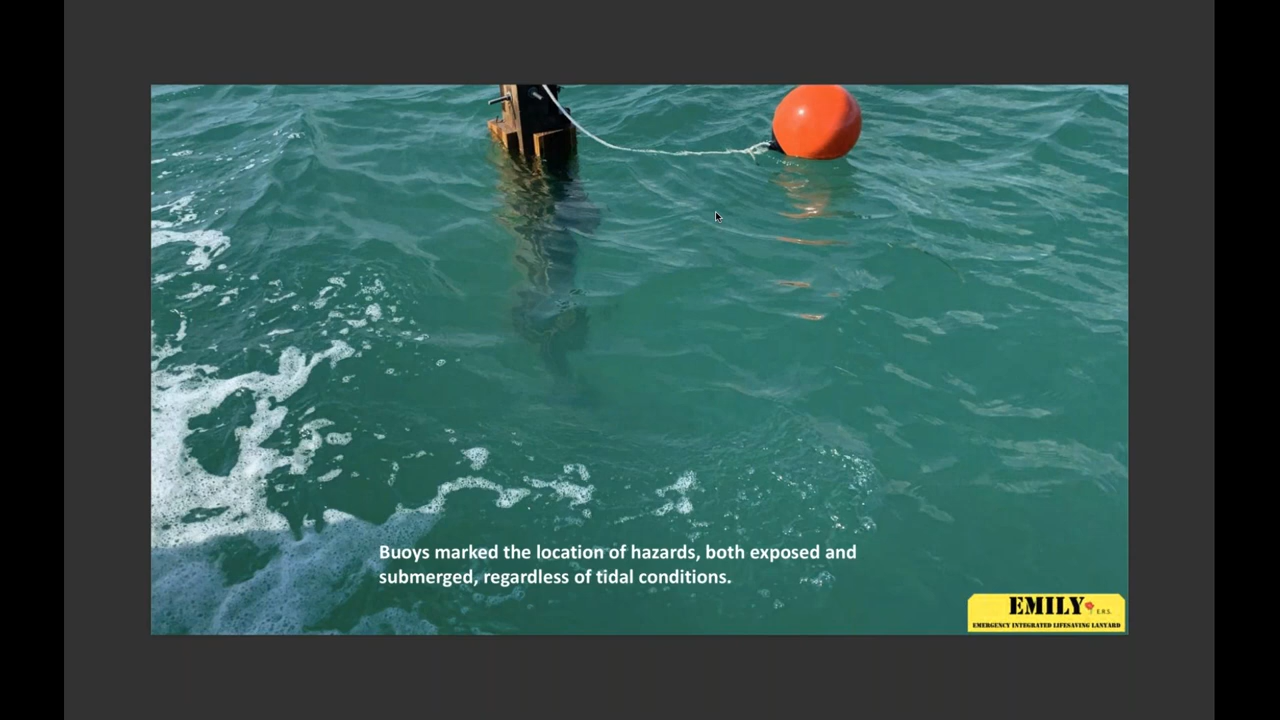 Buoys marked the location of hazards, both exposed and
submerged, regardless of tidal conditions.
EMILY E.R.S.
EMERGENCY INTEGRATED LIFESAVING LANYARD